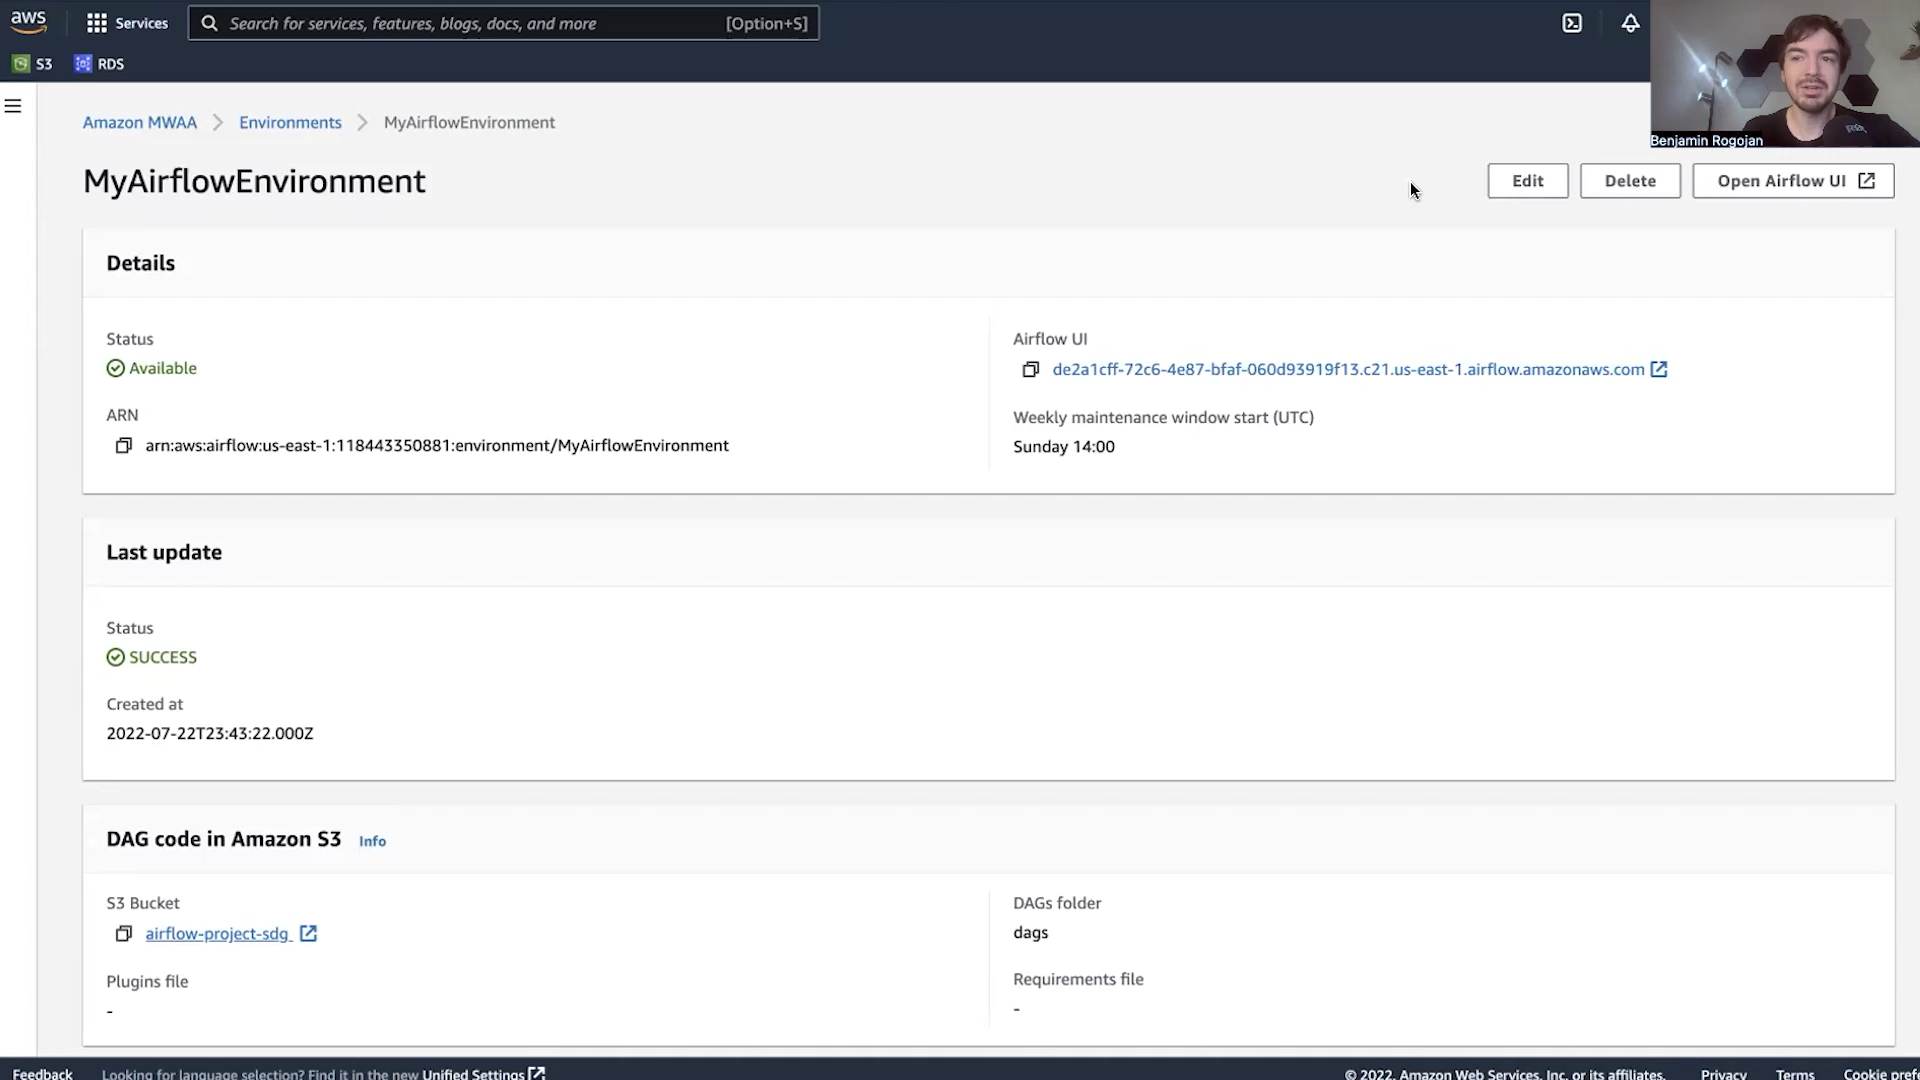 aws
Services
Search for services, features, blogs, docs, and more [Option+S]
S3 RDS
Benjamin Rogojan
Amazon MWAA Environments MyAirflowEnvironment
MyAirflowEnvironment
Edit Delete Open Airflow UI
Details
Status
Available
ARN
arn:aws:airflow:us-east-1:118443350881:environment/MyAirflowEnvironment
Airflow UI
de2a1cff-72c6-4e87-bfaf-060d93919f13.c21.us-east-1.airflow.amazonaws.com
Weekly maintenance window start (UTC)
Sunday 14:00
Last update
Status
SUCCESS
Created at
2022-07-22T23:43:22.000Z
DAG code in Amazon S3 Info
S3 Bucket
airflow-project-sdg
Plugins file
-
DAGs folder
dags
Requirements file
-
Feedback Looking for language selection? Find it in the new Unified Settings © 2022, Amazon Web Services, Inc. or its affiliates. Privacy Terms Cookie prefe